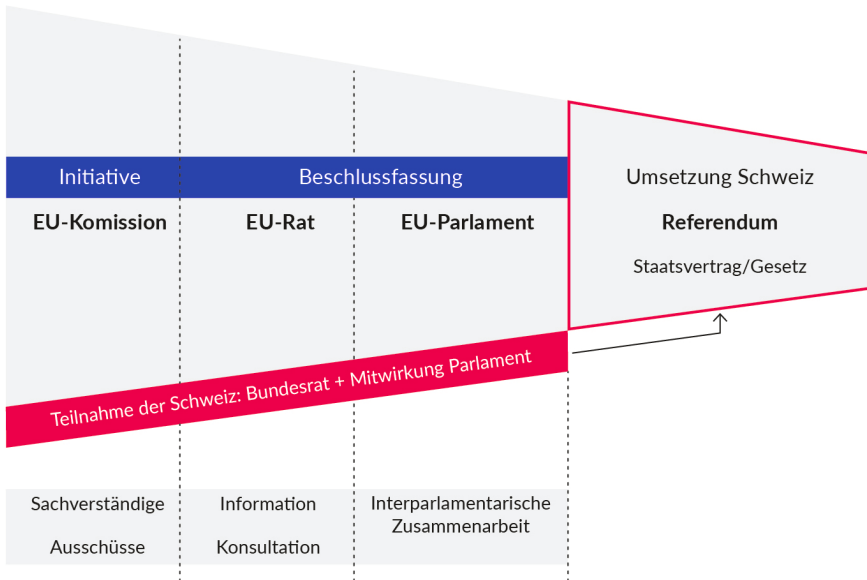 Initiative
Beschlussfassung
Umsetzung Schweiz
EU-Komission
EU-Rat
EU-Parlament
Referendum
Staatsvertrag/Gesetz
Teilnahme der Schweiz: Bundesrat + Mitwirkung Parlament
Sachverständige
Information
Interparlamentarische
Zusammenarbeit
Ausschüsse
Konsultation